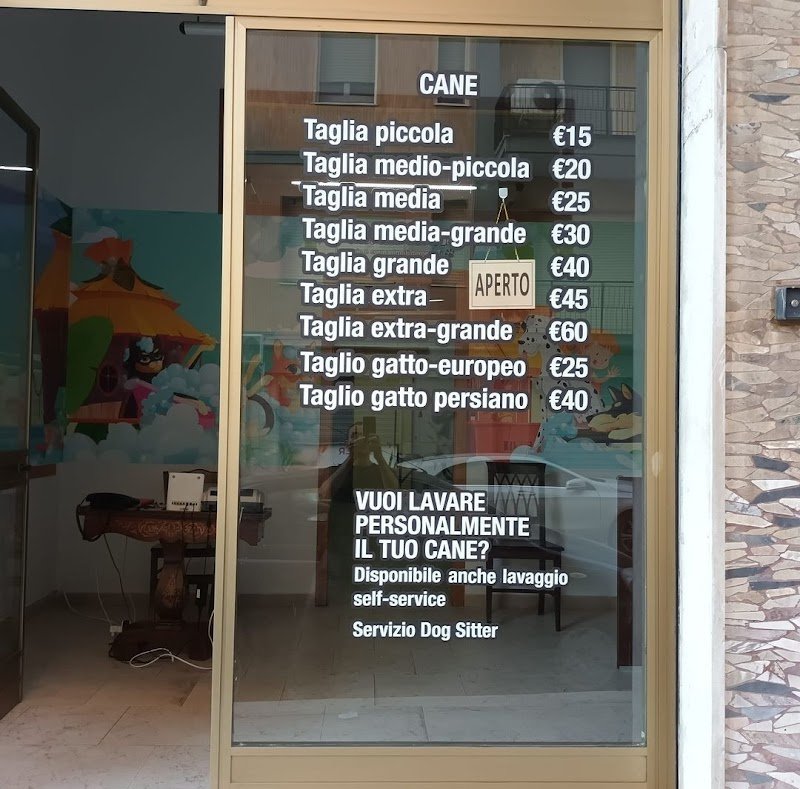 CANE
Taglia piccola €15
Taglia medio-piccola €20
Taglia media €25
Taglia media-grande €30
Taglia grande €40
Taglia extra €45
Taglia extra-grande €60
Taglio gatto-europeo €25
Taglio gatto persiano €40
APERTO
VUOI LAVARE
PERSONALMENTE
IL TUO CANE?
Disponibile anche lavaggio
self-service
Servizio Dog Sitter